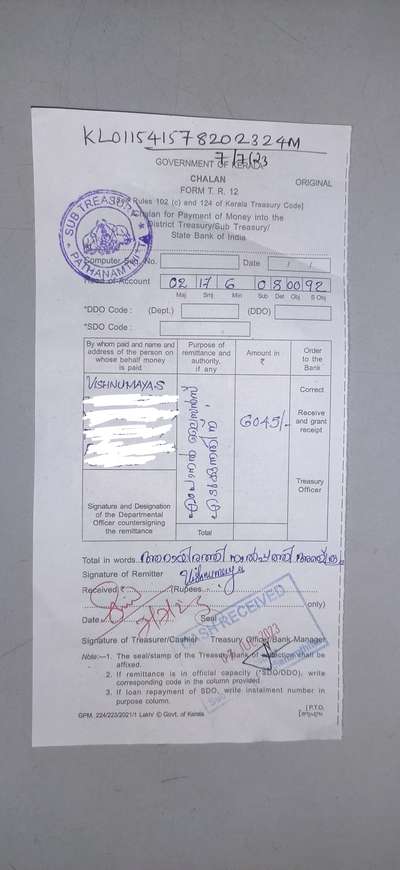 KL011541578202324M
7/7/23
GOVERNMENT OF KERALA
CHALAN
ORIGINAL
FORM T. R. 12
Rules 102 (c) and 124 of Kerala Treasury Code]
Chalan for Payment of Money into the
District Treasury/Sub Treasury/
State Bank of India
SUB TREASURY
PATHANAMTHITTA
Computer No. Date / /
Head of Account 02 17 6 0 8 00 92
Maj Smj Min Sub Det Obj S Obj
*DDO Code : (Dept.) (DDO)
*SDO Code :
By whom paid and name and address of the person on whose behalf money is paid
Purpose of remittance and authority, if any
Amount in ₹
Order to the Bank
VISHNUMAYAS
6045/-
Correct
Receive and grant receipt
Treasury Officer
Signature and Designation of the Departmental Officer countersigning the remittance
Total
Total in words
Signature of Remitter Vishnumaya
Received ₹ (Rupees
only)
Date 7/7/23 Seal
CASH RECEIVED
Signature of Treasurer/Cashier Treasury Officer/Bank Manager
Note:—1. The seal/stamp of the Treasury/Bank of shall be
affixed.
2. If remittance is in official capacity (*SDO/DDO), write
corresponding code in the column provided.
3. If loan repayment of SDO, write instalment number in
purpose column.
[P.T.O.
GPM. 224/223/2021/1 Lakh/ © Govt. of Kerala